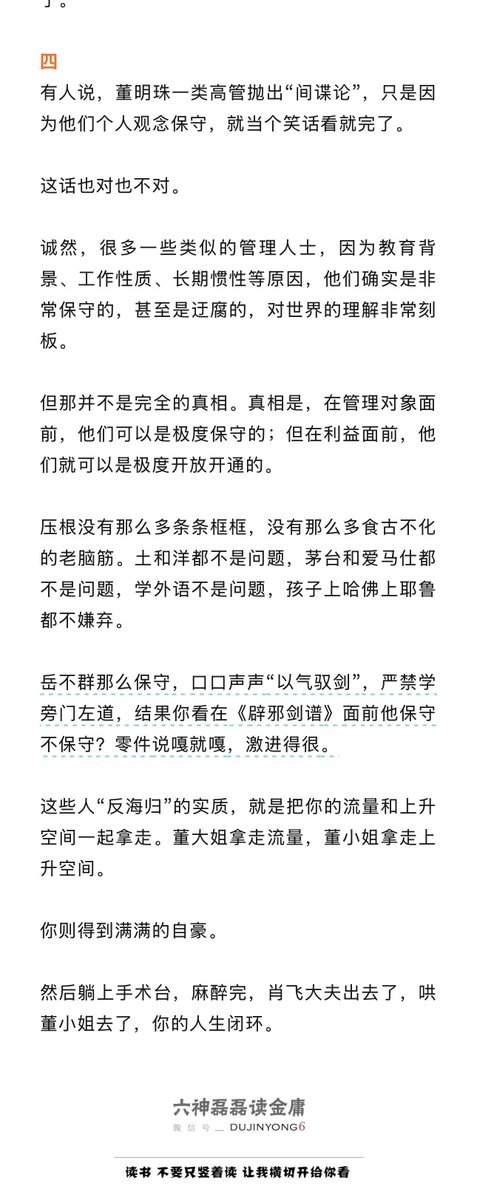 了。
四
有人说，董明珠一类高管抛出“间谍论”，只是因
为他们个人观念保守，就当个笑话看就完了。
这话也对也不对。
诚然，很多一些类似的管理人士，因为教育背
景、工作性质、长期惯性等原因，他们确实是非
常保守的，甚至是迂腐的，对世界的理解非常刻
板。
但那并不是完全的真相。真相是，在管理对象面
前，他们可以是极度保守的；但在利益面前，他
们就可以是极度开放开通的。
压根没有那么多条条框框，没有那么多食古不化
的老脑筋。土和洋都不是问题，茅台和爱马仕都
不是问题，学外语不是问题，孩子上哈佛上耶鲁
都不嫌弃。
岳不群那么保守，口口声声“以气驭剑”，严禁学
旁门左道，结果你看在《辟邪剑谱》面前他保守
不保守？零件说嘎就嘎，激进得很。
这些人“反海归”的实质，就是把你的流量和上升
空间一起拿走。董大姐拿走流量，董小姐拿走上
升空间。
你则得到满满的自豪。
然后躺上手术台，麻醉完，肖飞大夫出去了，哄
董小姐去了，你的人生闭环。
六神磊磊读金庸
微信号 — DUJINYONG6
读书 不要只竖着读 让我横切开给你看